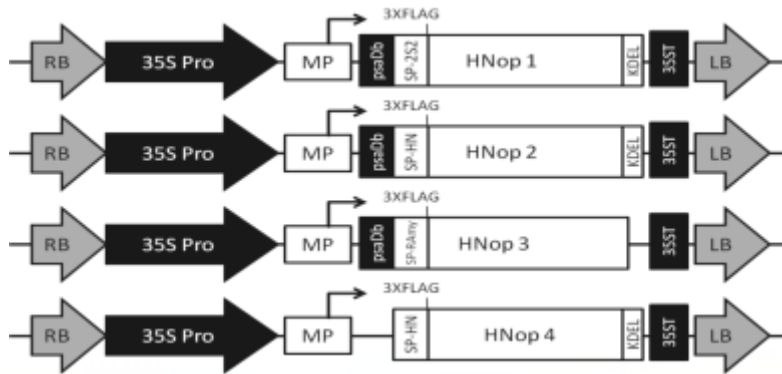 3XFLAG
RB 35S Pro MP psaDb SP-2S2 HNop 1 KDEL 35ST LB
3XFLAG
RB 35S Pro MP psaDb SP-HN HNop 2 KDEL 35ST LB
3XFLAG
RB 35S Pro MP psaDb SP-RAmy HNop 3 35ST LB
3XFLAG
RB 35S Pro MP SP-HN HNop 4 KDEL 35ST LB